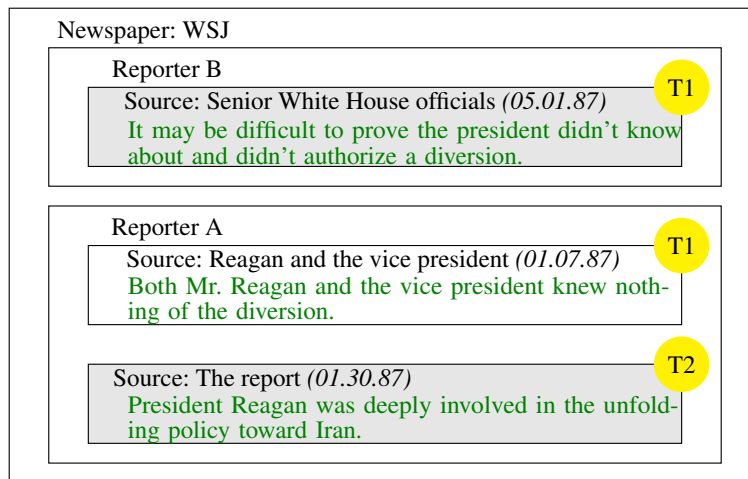 Newspaper: WSJ
Reporter B
T1
Source: Senior White House officials (05.01.87)
It may be difficult to prove the president didn't know
about and didn't authorize a diversion.
Reporter A
T1
Source: Reagan and the vice president (01.07.87)
Both Mr. Reagan and the vice president knew noth-
ing of the diversion.
T2
Source: The report (01.30.87)
President Reagan was deeply involved in the unfold-
ing policy toward Iran.